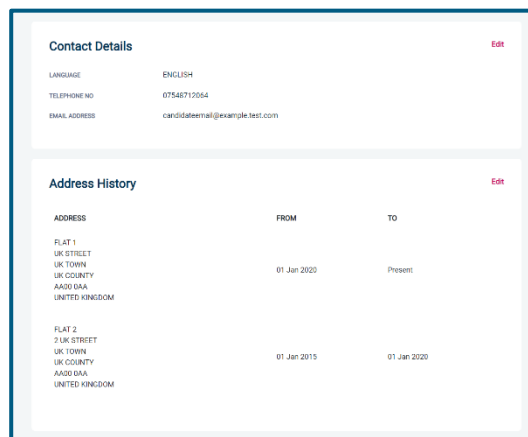 Contact Details Edit
LANGUAGE ENGLISH
TELEPHONE NO 07548712064
EMAIL ADDRESS candidateemail@example.test.com
Address History Edit
ADDRESS FROM TO
FLAT 1
UK STREET
UK TOWN
UK COUNTY 01 Jan 2020 Present
AA00 0AA
UNITED KINGDOM
FLAT 2
2 UK STREET
UK TOWN
UK COUNTY 01 Jan 2015 01 Jan 2020
AA00 0AA
UNITED KINGDOM